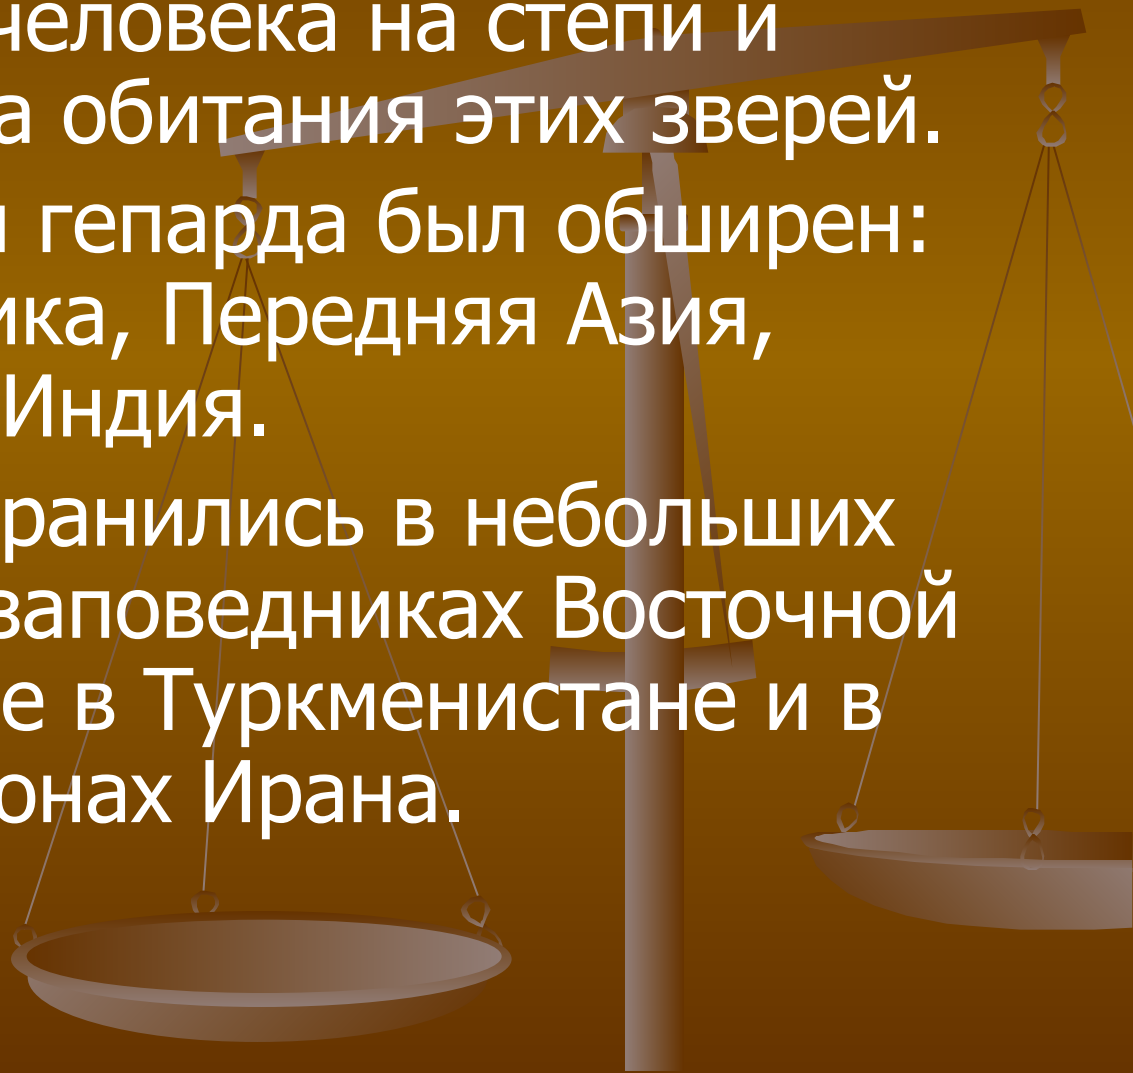 человека на степи и
а обитания этих зверей.
гепарда был обширен:
ика, Передняя Азия,
Индия.
ранились в небольших
заповедниках Восточной
е в Туркменистане и в
онах Ирана.